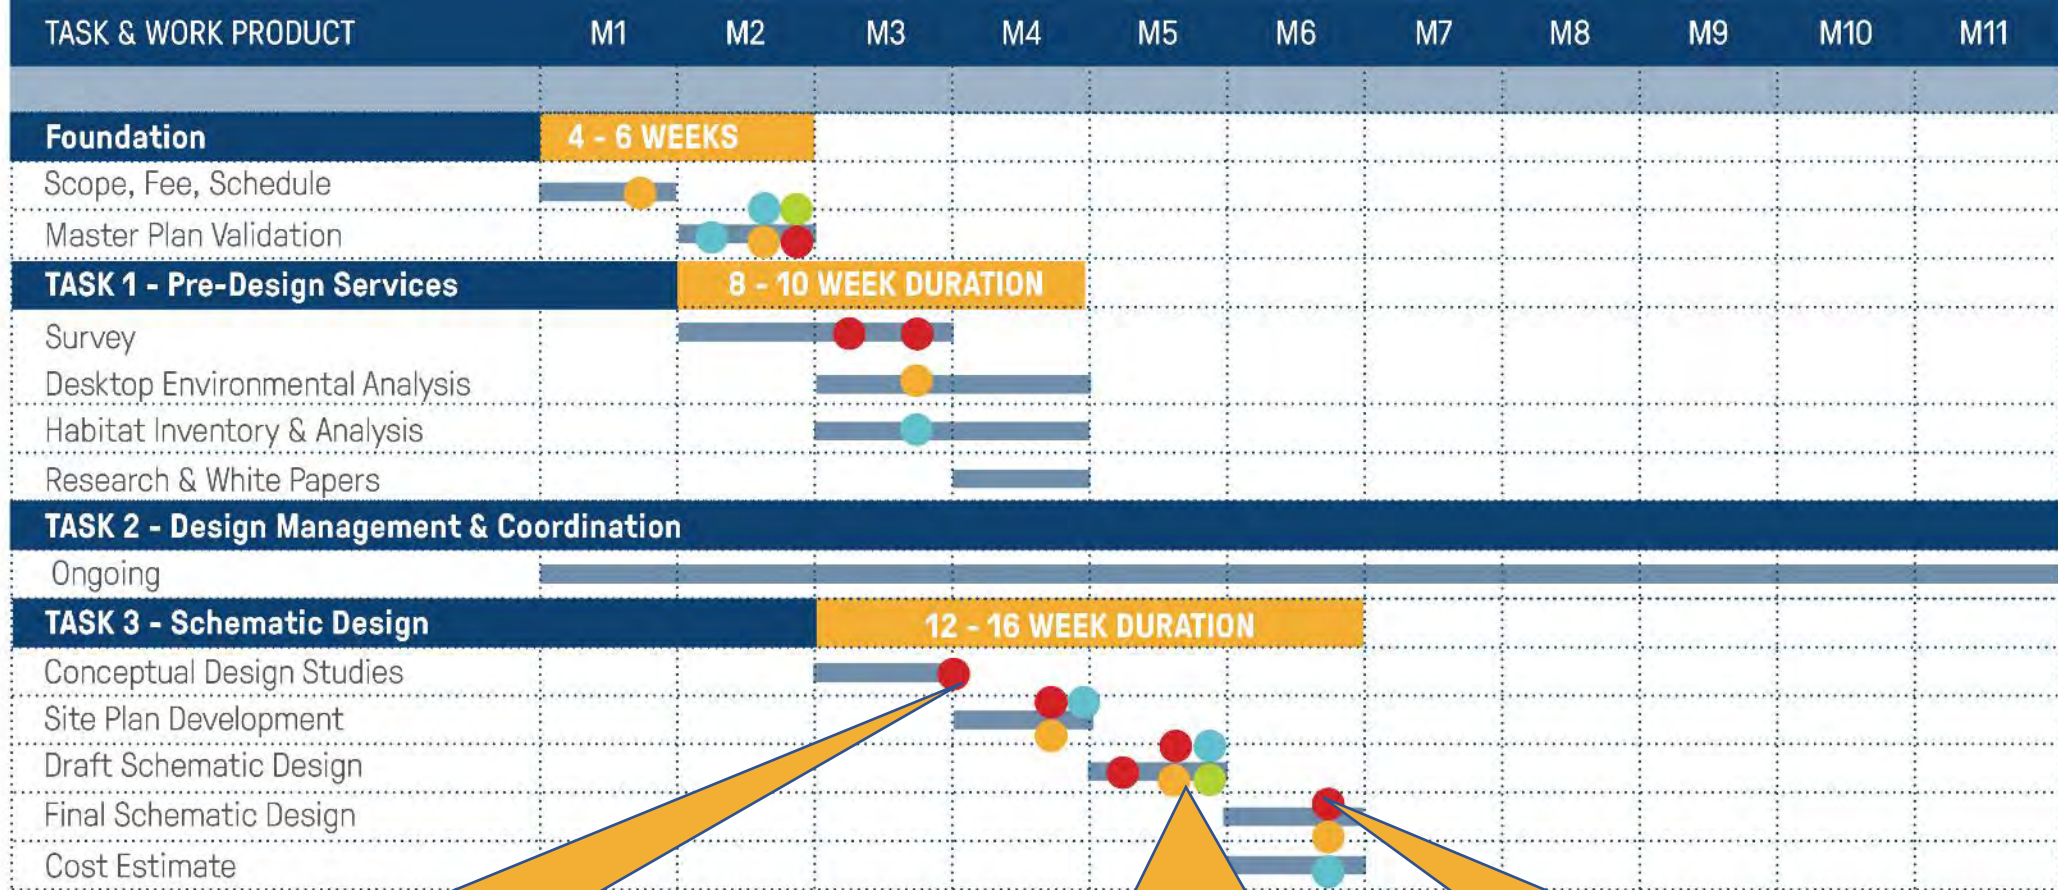 TASK & WORK PRODUCT M1 M2 M3 M4 M5 M6 M7 M8 M9 M10 M11
Foundation 4 - 6 WEEKS
Scope, Fee, Schedule
Master Plan Validation
TASK 1 - Pre-Design Services 8 - 10 WEEK DURATION
Survey
Desktop Environmental Analysis
Habitat Inventory & Analysis
Research & White Papers
TASK 2 - Design Management & Coordination
Ongoing
TASK 3 - Schematic Design 12 - 16 WEEK DURATION
Conceptual Design Studies
Site Plan Development
Draft Schematic Design
Final Schematic Design
Cost Estimate